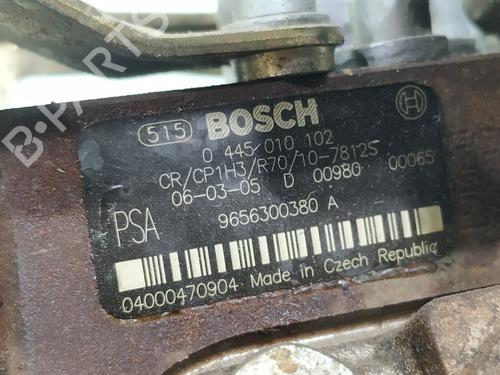 B-PARTS
515 BOSCH
0 445 010 102
CR/CP1H3/R70/10-7812S
06-03-05 D 00980 00065
PSA 9656300380 A
04000470904 Made in Czech Republic